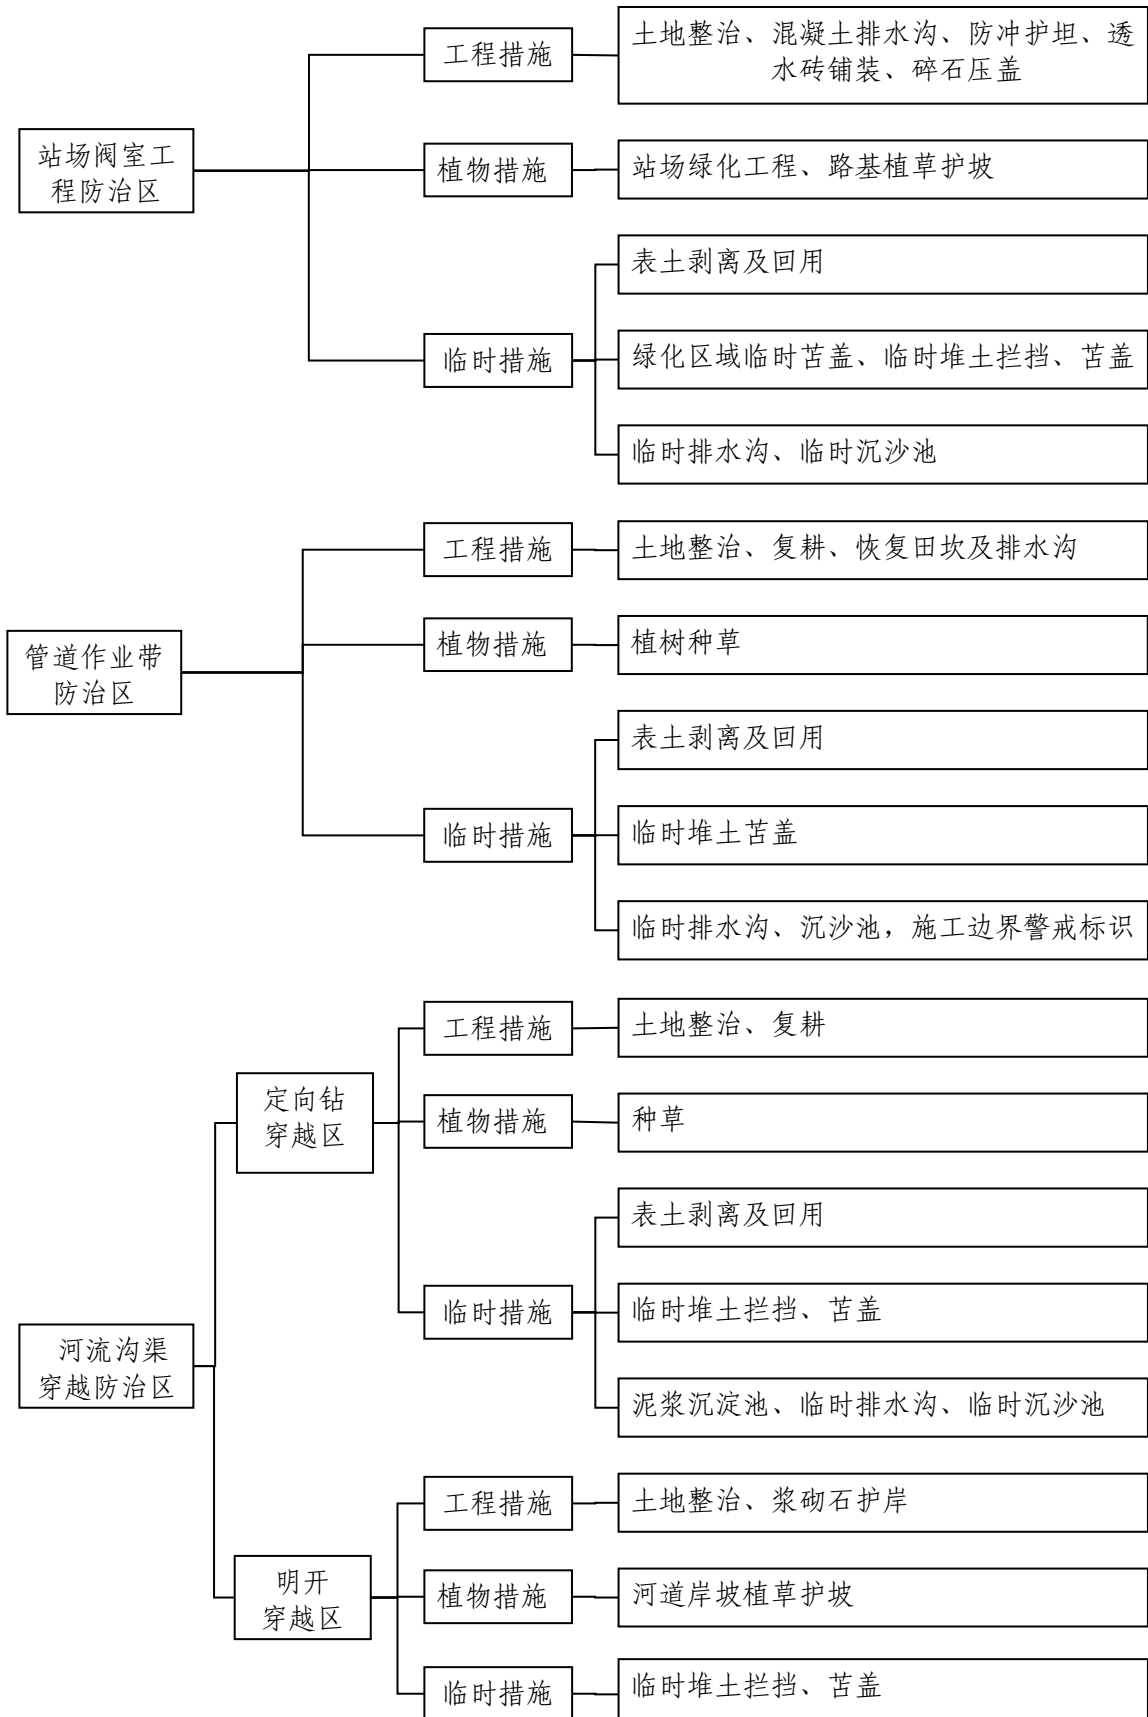 工程措施
土地整治、混凝土排水沟、防冲护坦、透
水砖铺装、碎石压盖
站场阀室工
程防治区
植物措施
站场绿化工程、路基植草护坡
表土剥离及回用
临时措施
绿化区域临时苫盖、临时堆土拦挡、苫盖
临时排水沟、临时沉沙池
工程措施
土地整治、复耕、恢复田坎及排水沟
管道作业带
防治区
植物措施
植树种草
表土剥离及回用
临时措施
临时堆土苫盖
临时排水沟、沉沙池，施工边界警戒标识
河流沟渠
穿越防治区
定向钻
穿越区
工程措施
土地整治、复耕
植物措施
种草
表土剥离及回用
临时措施
临时堆土拦挡、苫盖
泥浆沉淀池、临时排水沟、临时沉沙池
明开
穿越区
工程措施
土地整治、浆砌石护岸
植物措施
河道岸坡植草护坡
临时措施
临时堆土拦挡、苫盖